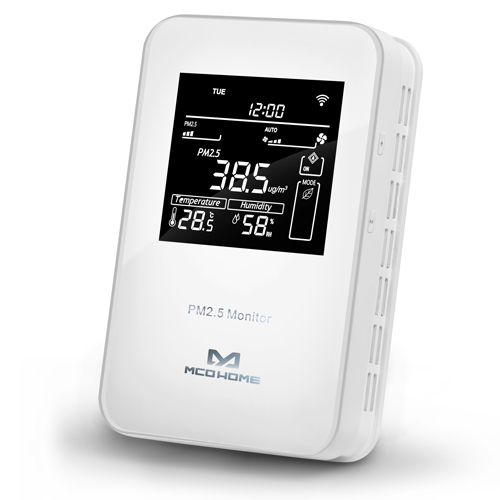 TUE
12:00
PM2.5
AUTO
PM2.5
38.5 ug/m³
ON
MODE
Temperature
Humidity
28.5 °C
58 %
RH
PM2.5 Monitor
MCOHOME